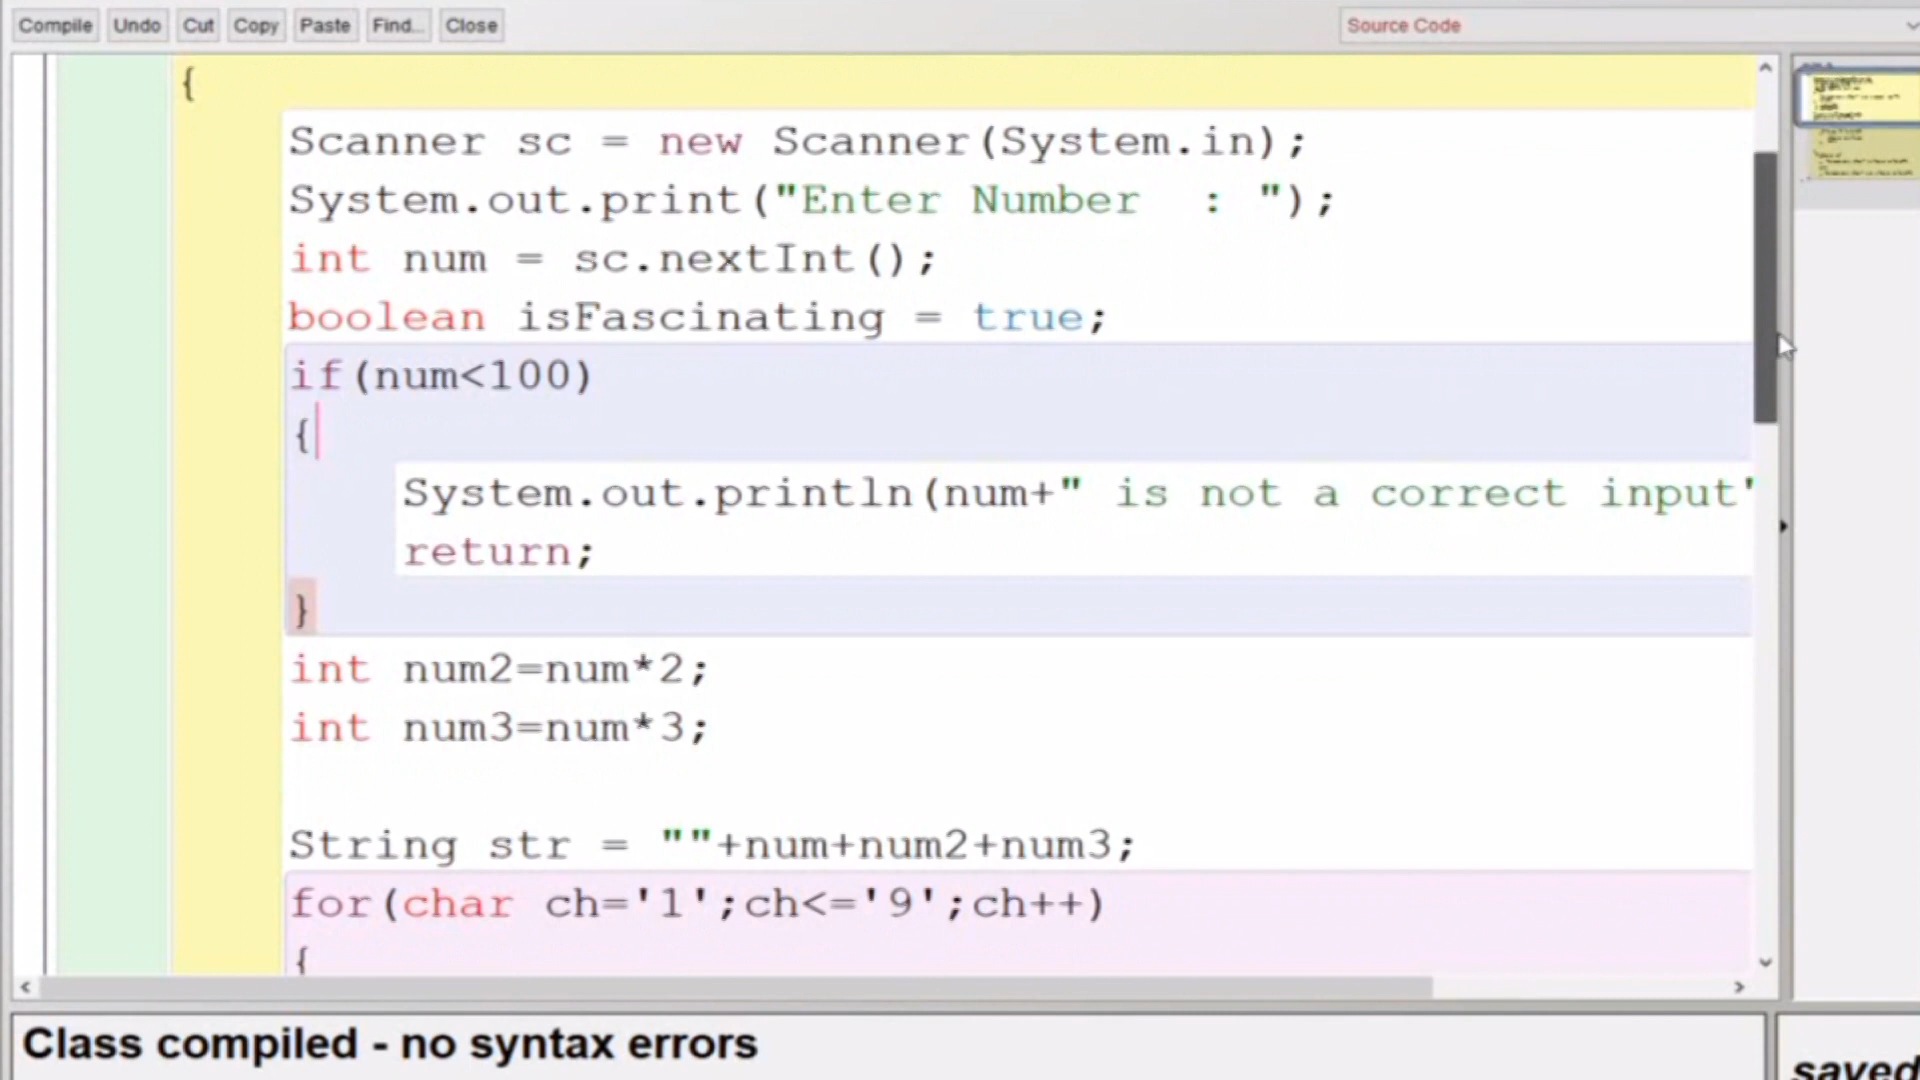 Compile Undo Cut Copy Paste Find... Close Source Code
{
Scanner sc = new Scanner(System.in);
System.out.print("Enter Number  : ");
int num = sc.nextInt();
boolean isFascinating = true;
if(num<100)
{
System.out.println(num+" is not a correct input"
return;
}
int num2=num*2;
int num3=num*3;
String str = ""+num+num2+num3;
for(char ch='1';ch<='9';ch++)
{
Class compiled - no syntax errors
saved